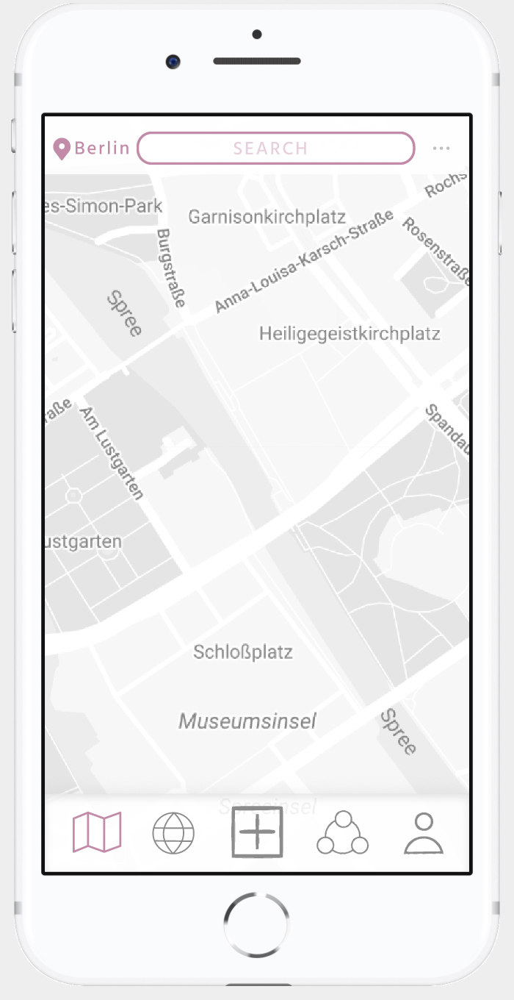 Berlin
SEARCH
...
Rochs
es-Simon-Park
Garnisonkirchplatz
Burgstraße
Anna-Louisa-Karsch-Straße
Rosenstraße
Spree
Heiligegeistkirchplatz
raße
Am Lustgarten
Spandau
ustgarten
Schloßplatz
Museumsinsel
Spree
Spreeinsel